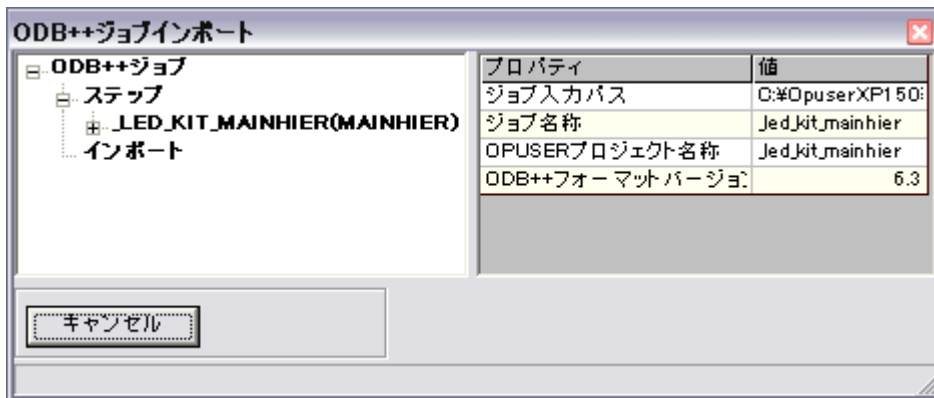 ODB++ジョブインポート
ODB++ジョブ
ステップ
_LED_KIT_MAINHIER(MAINHIER)
インポート
プロパティ 値
ジョブ入力パス C:¥OpuserXP150
ジョブ名称 _led_kit_mainhier
OPUSERプロジェクト名称 _led_kit_mainhier
ODB++フォーマットバージョン 6.3
キャンセル